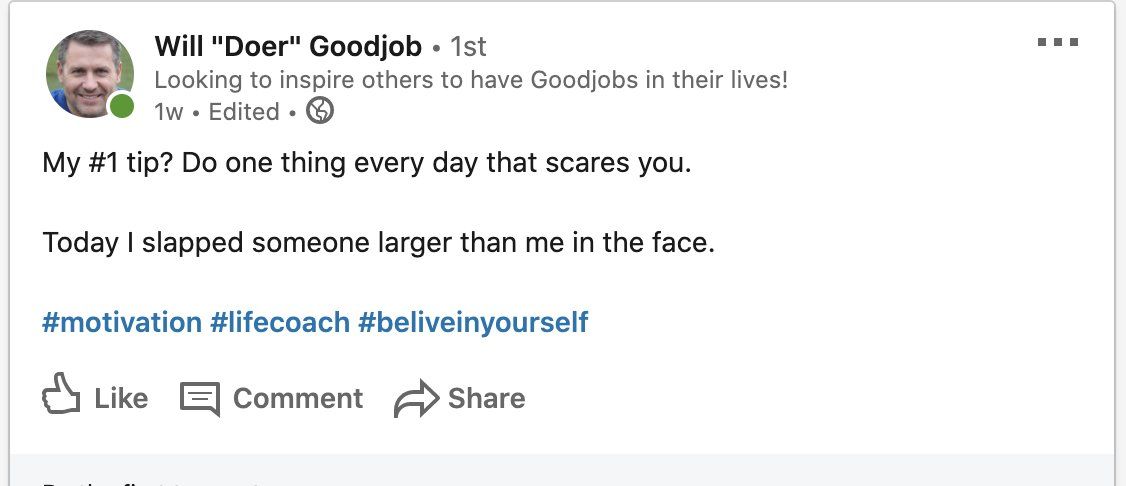 Will "Doer" Goodjob • 1st
Looking to inspire others to have Goodjobs in their lives!
1w • Edited •
My #1 tip? Do one thing every day that scares you.
Today I slapped someone larger than me in the face.
#motivation #lifecoach #beliveinyourself
Like Comment Share